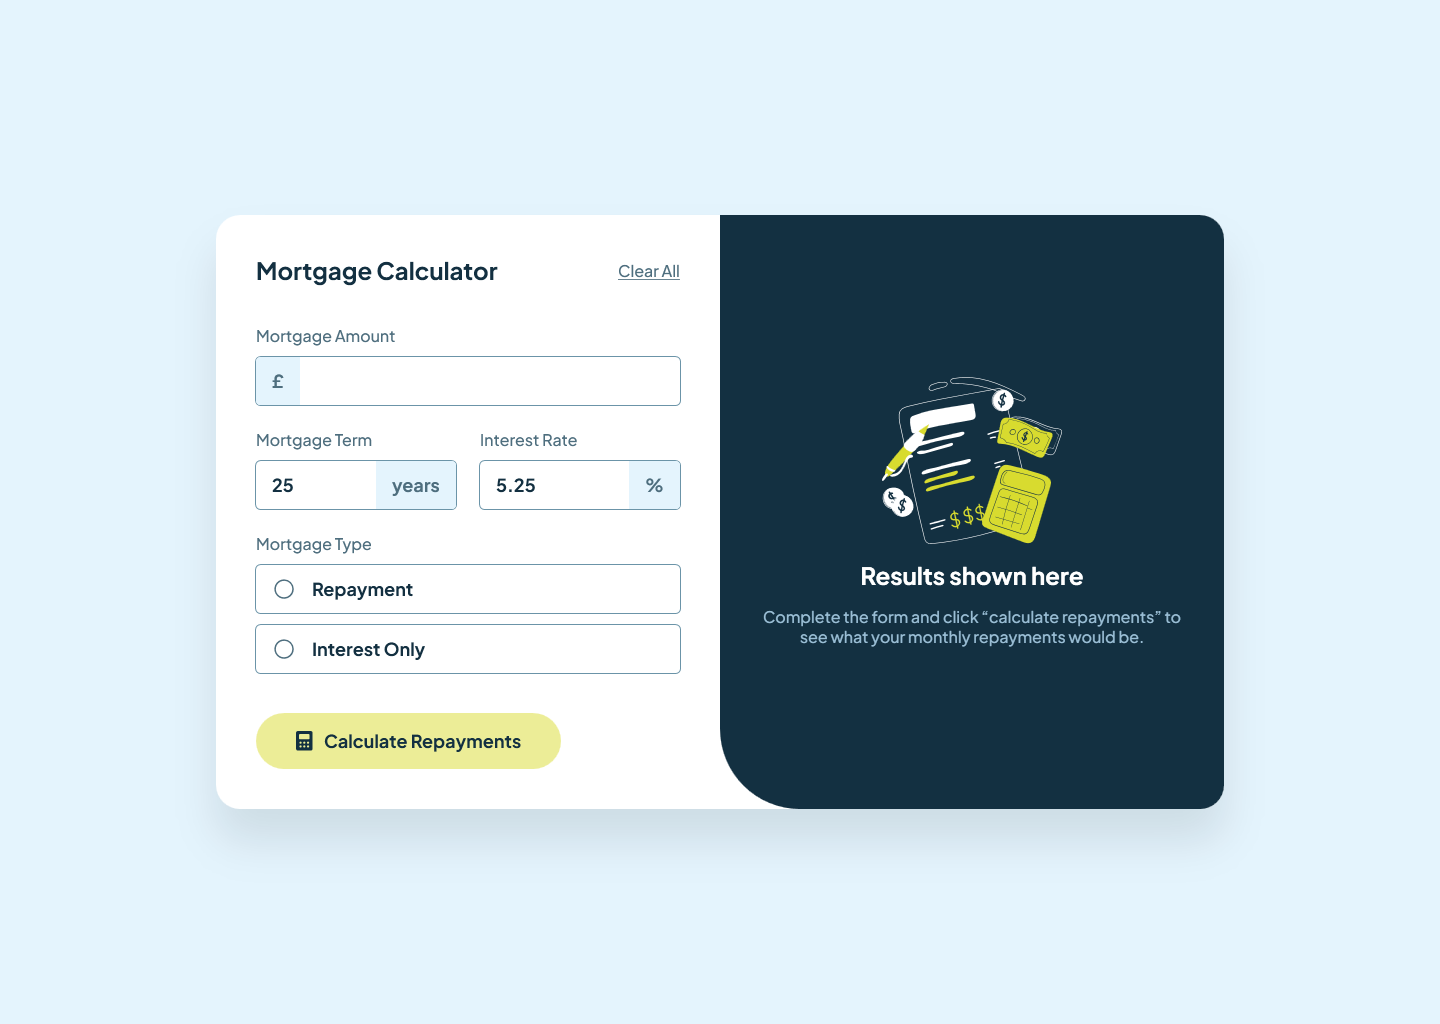 Mortgage Calculator
Clear All
Mortgage Amount
£
Mortgage Term
25
years
Interest Rate
5.25
%
Mortgage Type
Repayment
Interest Only
Calculate Repayments
$
$
$
$
$$$
Results shown here
Complete the form and click “calculate repayments” to
see what your monthly repayments would be.